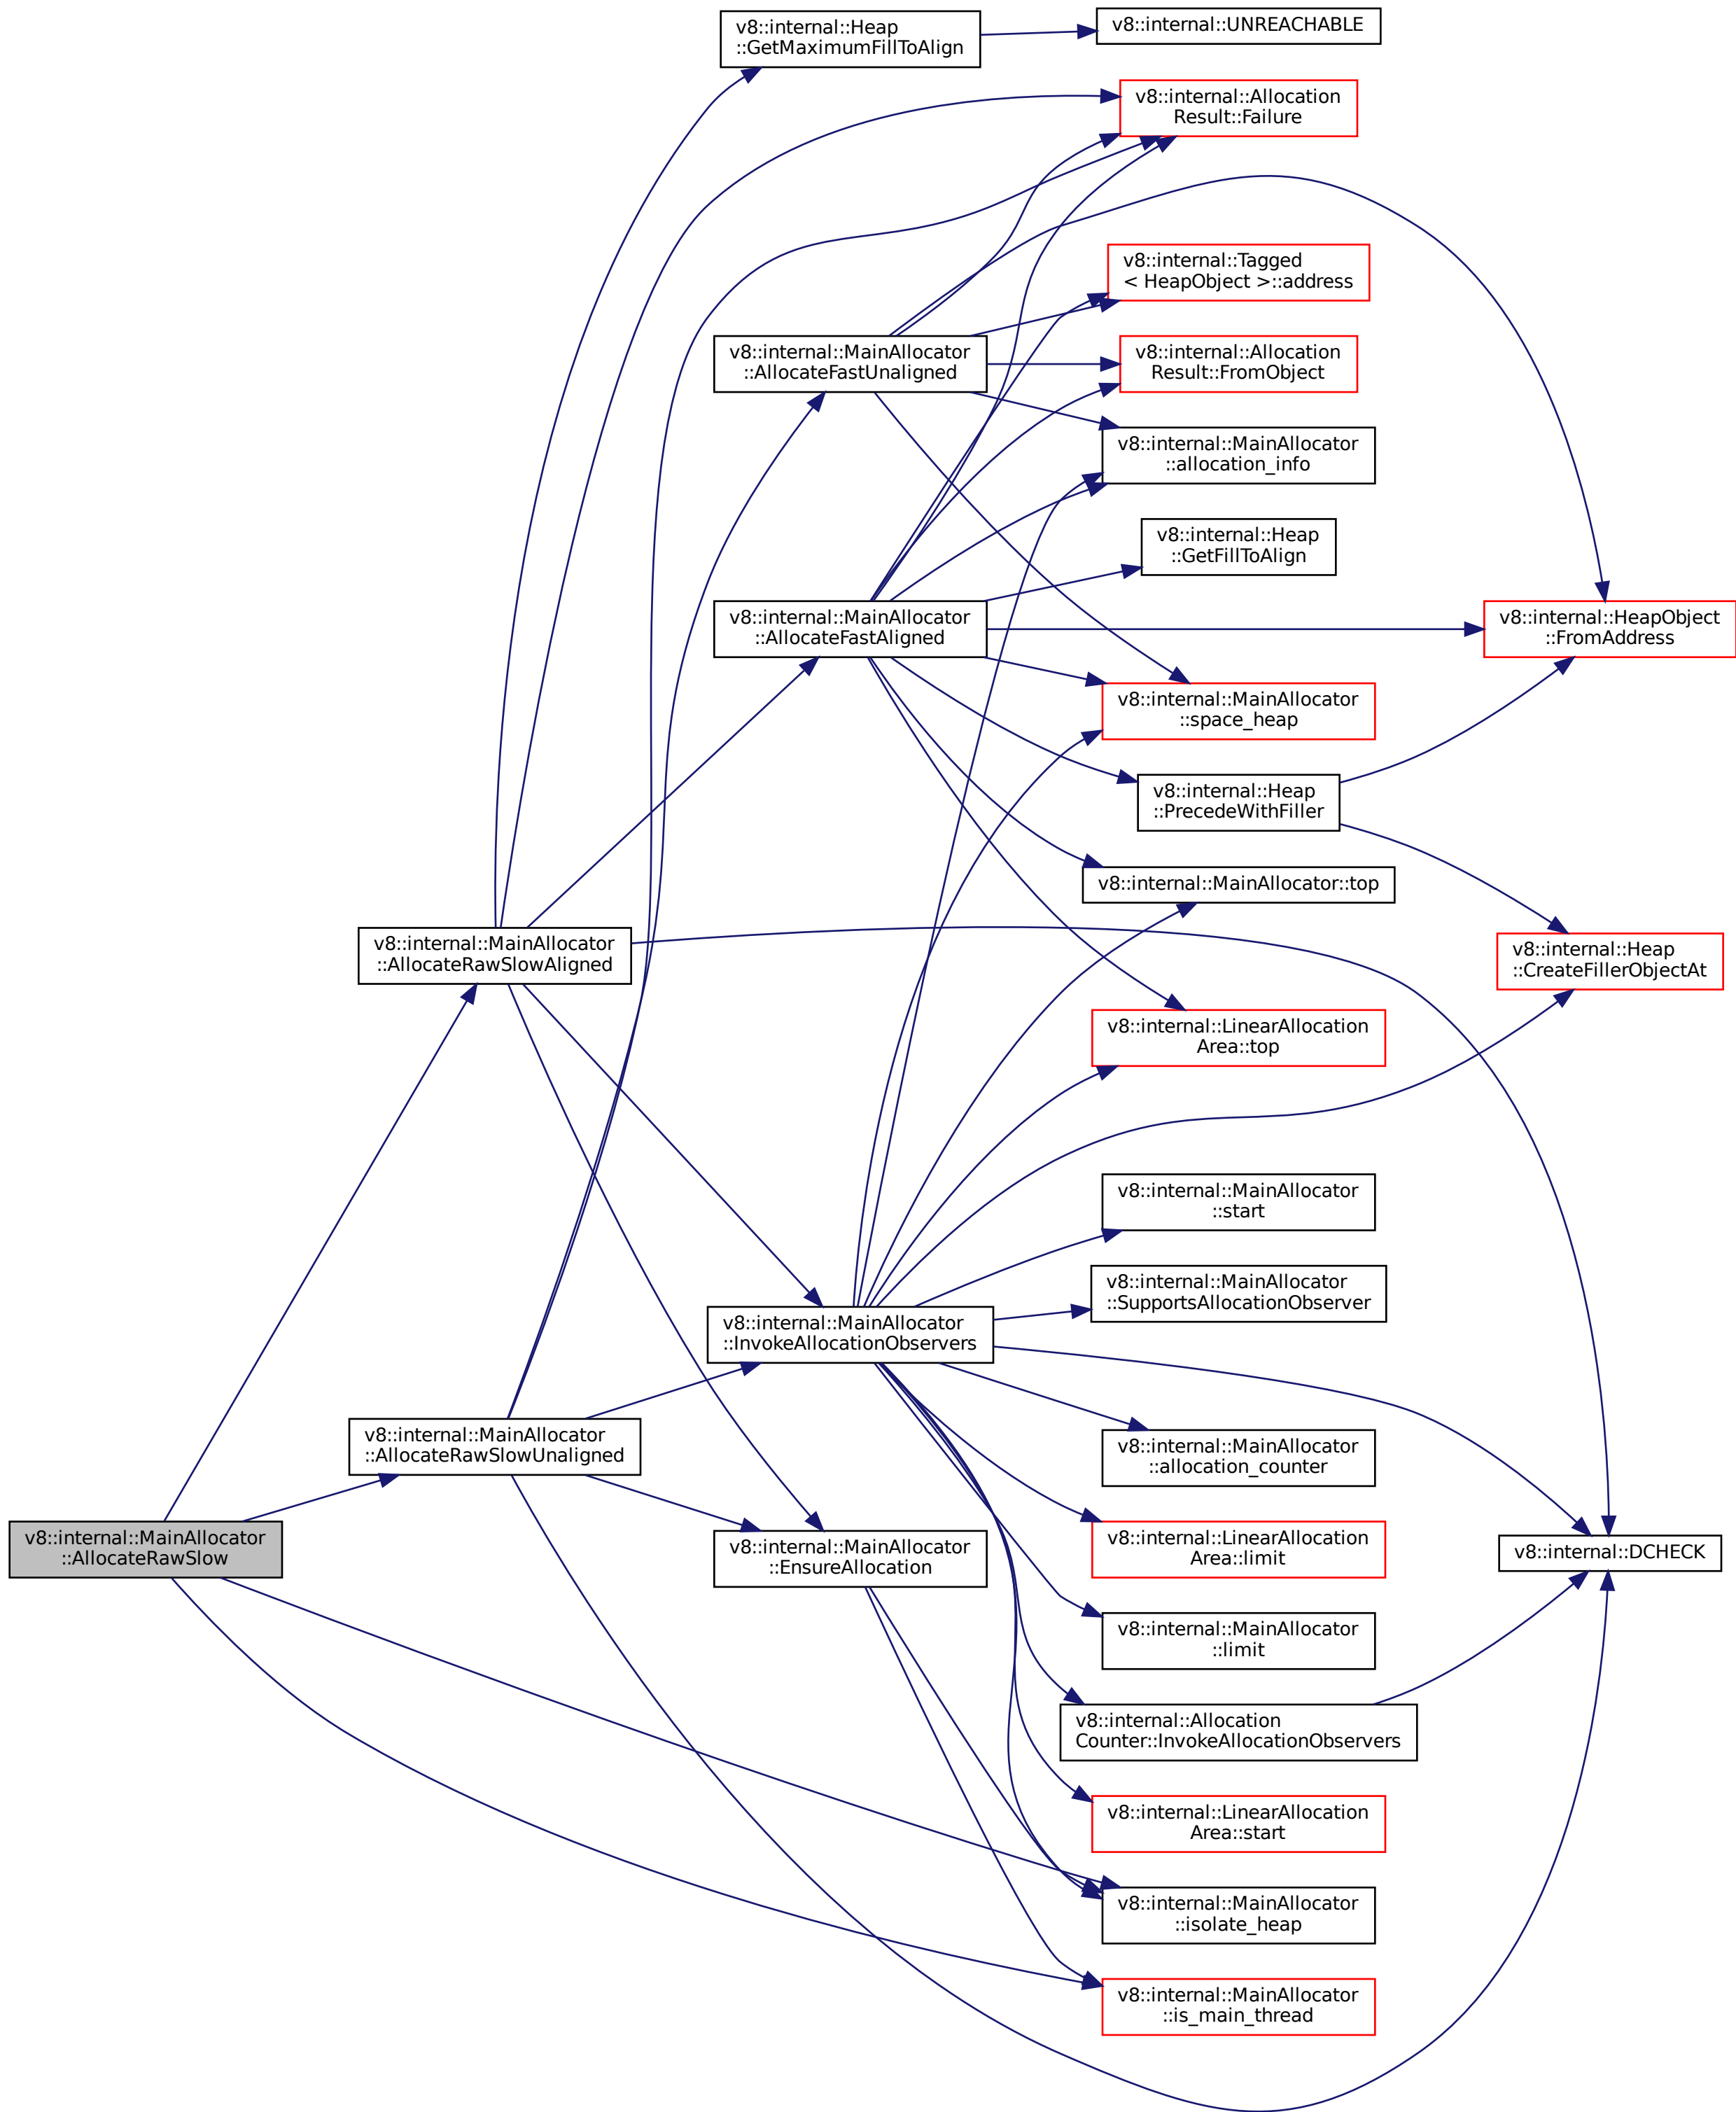 v8::internal::Heap
::GetMaximumFillToAlign
v8::internal::UNREACHABLE
v8::internal::Allocation
Result::Failure
v8::internal::Tagged
< HeapObject >::address
v8::internal::MainAllocator
::AllocateFastUnaligned
v8::internal::Allocation
Result::FromObject
v8::internal::MainAllocator
::allocation_info
v8::internal::Heap
::GetFillToAlign
v8::internal::MainAllocator
::AllocateFastAligned
v8::internal::HeapObject
::FromAddress
v8::internal::MainAllocator
::space_heap
v8::internal::Heap
::PrecedeWithFiller
v8::internal::MainAllocator::top
v8::internal::MainAllocator
::AllocateRawSlowAligned
v8::internal::Heap
::CreateFillerObjectAt
v8::internal::LinearAllocation
Area::top
v8::internal::MainAllocator
::start
v8::internal::MainAllocator
::SupportsAllocationObserver
v8::internal::MainAllocator
::InvokeAllocationObservers
v8::internal::MainAllocator
::AllocateRawSlowUnaligned
v8::internal::MainAllocator
::allocation_counter
v8::internal::MainAllocator
::AllocateRawSlow
v8::internal::MainAllocator
::EnsureAllocation
v8::internal::LinearAllocation
Area::limit
v8::internal::DCHECK
v8::internal::MainAllocator
::limit
v8::internal::Allocation
Counter::InvokeAllocationObservers
v8::internal::LinearAllocation
Area::start
v8::internal::MainAllocator
::isolate_heap
v8::internal::MainAllocator
::is_main_thread